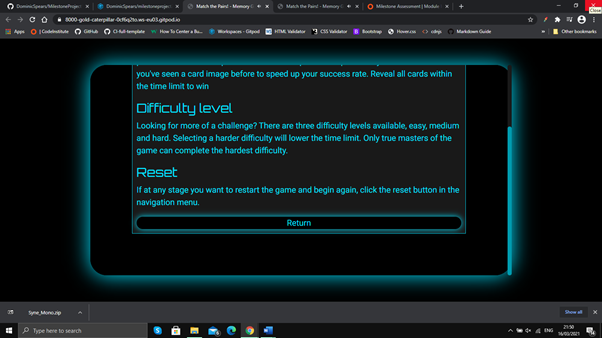 DominicSpears/MilestoneProject
DominicSpears/milestoneproject
Match the Pairs! - Memory
Match the Pairs! - Memory
Milestone Assessment | Modul
Close
8000-gold-caterpillar-0cf6q2to.ws-eu03.gitpod.io
Apps | CodeInstitute GitHub CI-full-template How To Center a Bu... Workspaces - Gitpod HTML Validator CSS Validator Bootstrap Hover.css cdnjs Markdown Guide » Other bookmarks
you've seen a card image before to speed up your success rate. Reveal all cards within
the time limit to win
Difficulty level
Looking for more of a challenge? There are three difficulty levels available, easy, medium
and hard. Selecting a harder difficulty will lower the time limit. Only true masters of the
game can complete the hardest difficulty.
Reset
If at any stage you want to restart the game and begin again, click the reset button in the
navigation menu.
Return
Syne_Mono.zip
Show all
Type here to search
ENG
21:50
16/03/2021